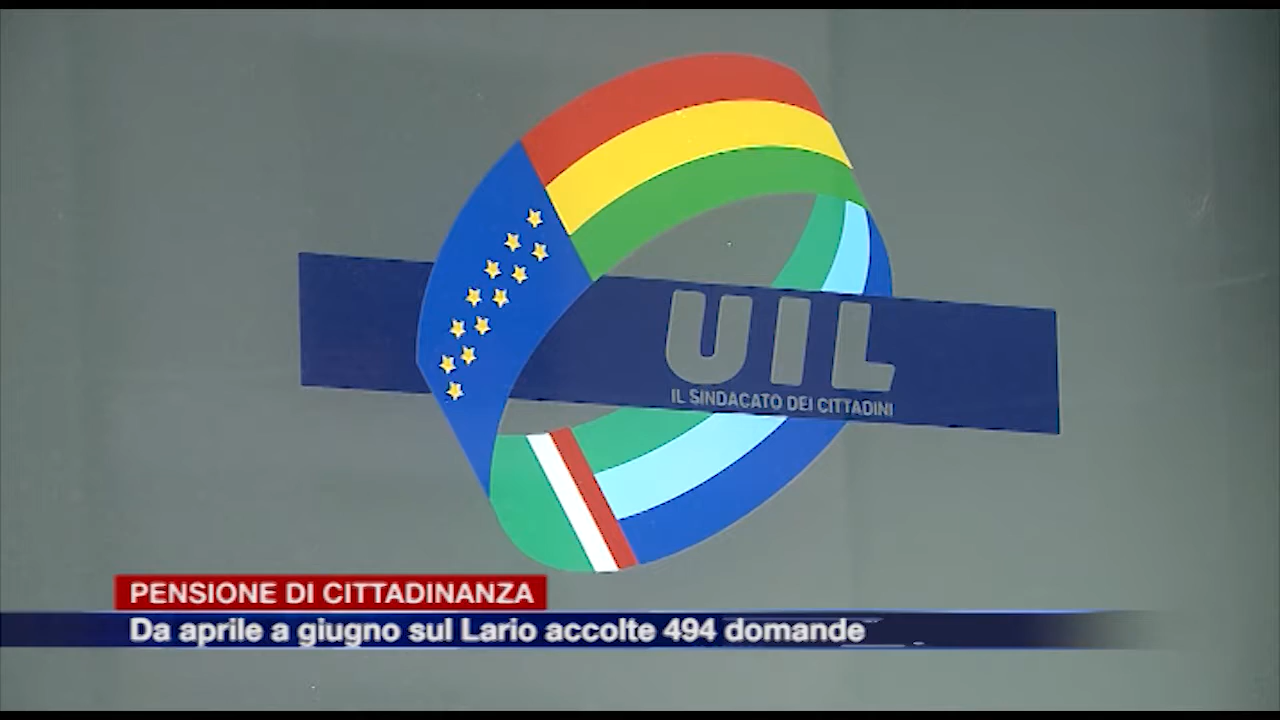 UIL
IL SINDACATO DEI CITTADINI
PENSIONE DI CITTADINANZA
Da aprile a giugno sul Lario accolte 494 domande